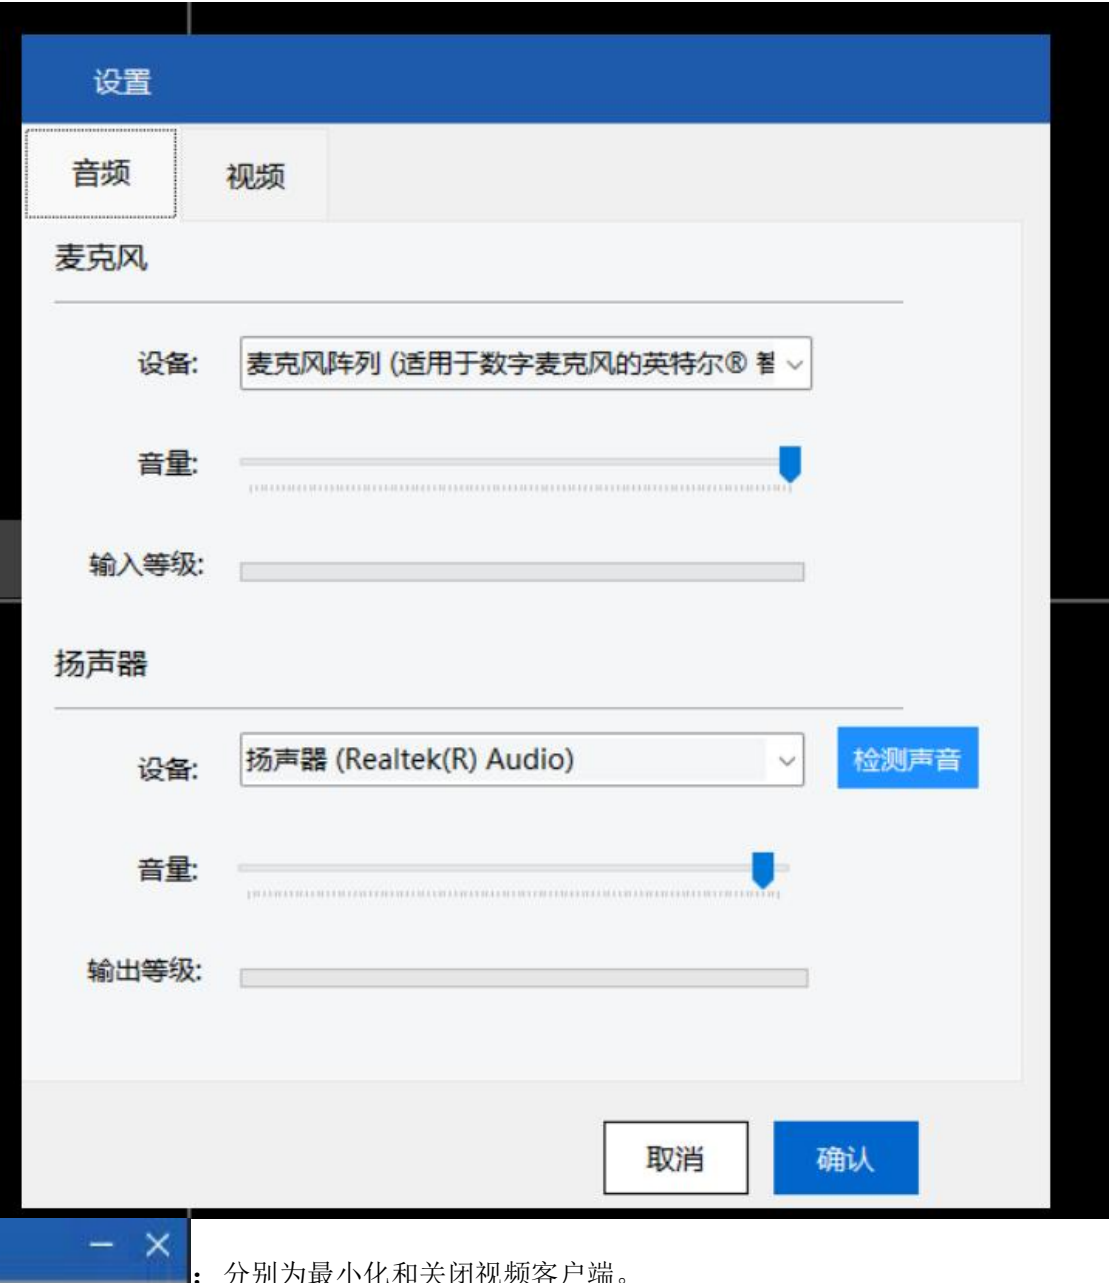 设置
音频 视频
麦克风
设备: 麦克风阵列 (适用于数字麦克风的英特尔® 智
音量:
输入等级:
扬声器
设备: 扬声器 (Realtek(R) Audio) 检测声音
音量:
输出等级:
取消 确认
：分别为最小化和关闭视频客户端。